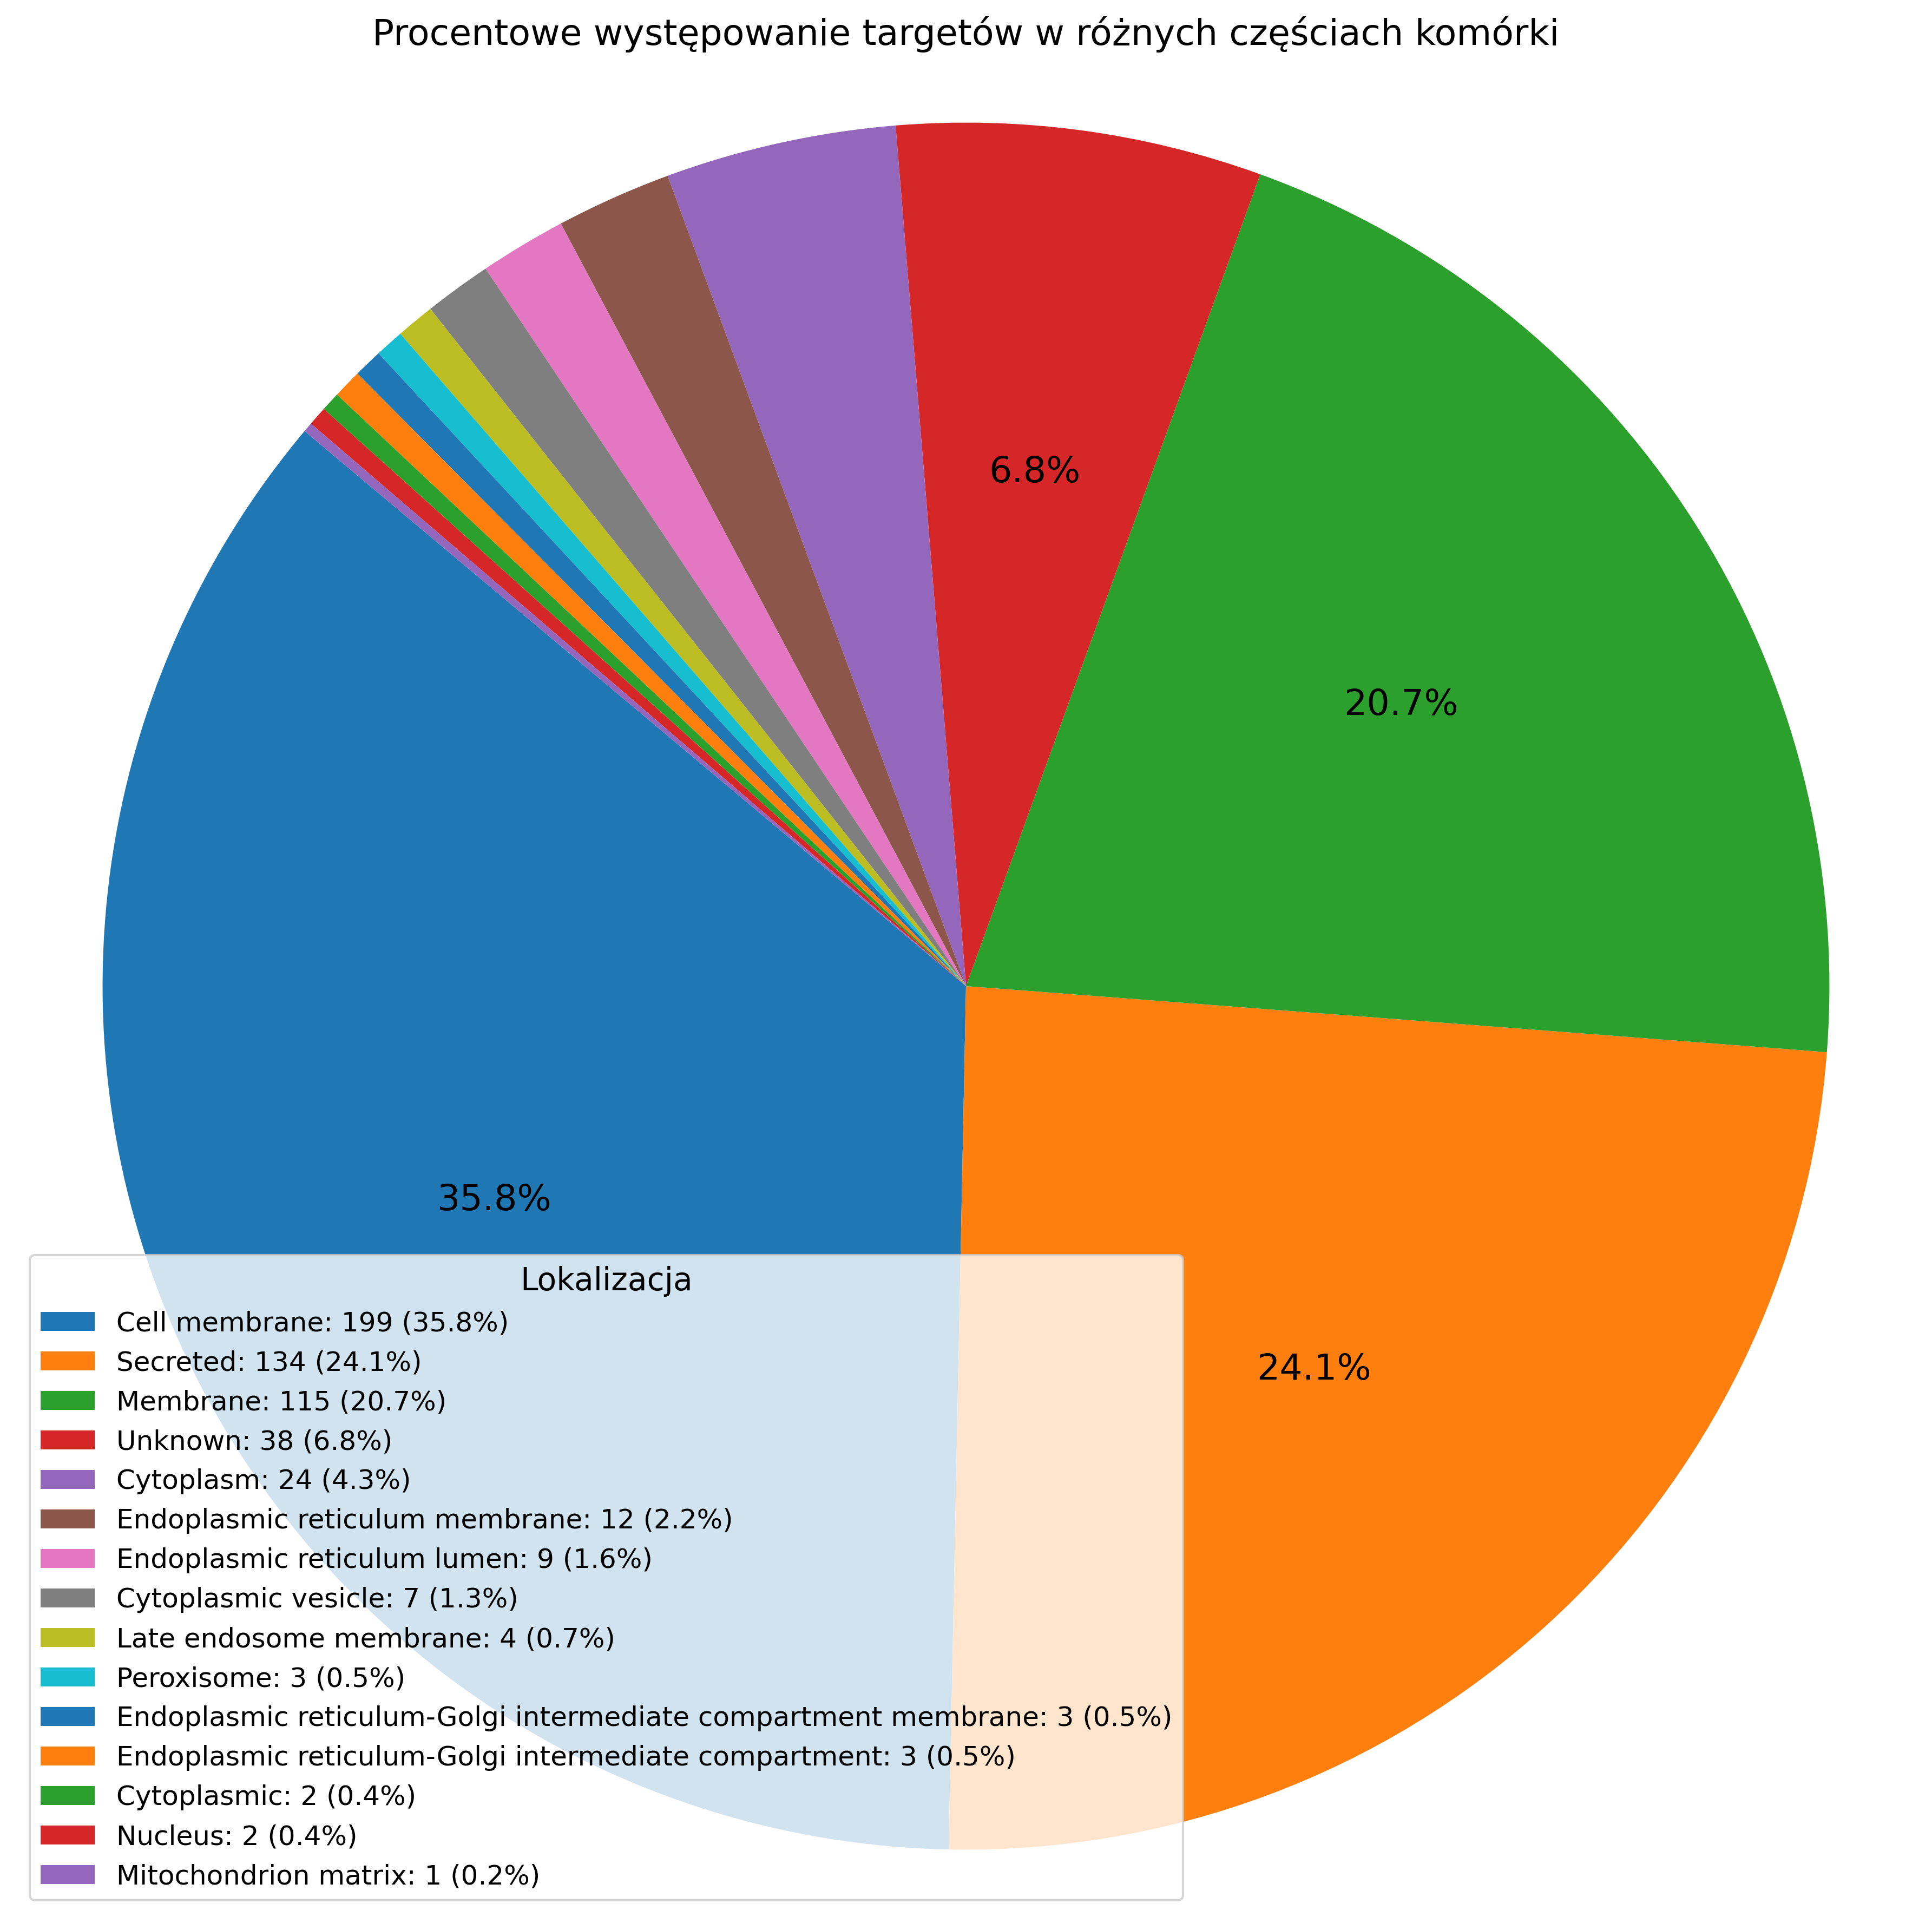 Procentowe występowanie targetów w różnych częściach komórki
6.8%
20.7%
35.8%
24.1%
Lokalizacja
Cell membrane: 199 (35.8%)
Secreted: 134 (24.1%)
Membrane: 115 (20.7%)
Unknown: 38 (6.8%)
Cytoplasm: 24 (4.3%)
Endoplasmic reticulum membrane: 12 (2.2%)
Endoplasmic reticulum lumen: 9 (1.6%)
Cytoplasmic vesicle: 7 (1.3%)
Late endosome membrane: 4 (0.7%)
Peroxisome: 3 (0.5%)
Endoplasmic reticulum-Golgi intermediate compartment membrane: 3 (0.5%)
Endoplasmic reticulum-Golgi intermediate compartment: 3 (0.5%)
Cytoplasmic: 2 (0.4%)
Nucleus: 2 (0.4%)
Mitochondrion matrix: 1 (0.2%)